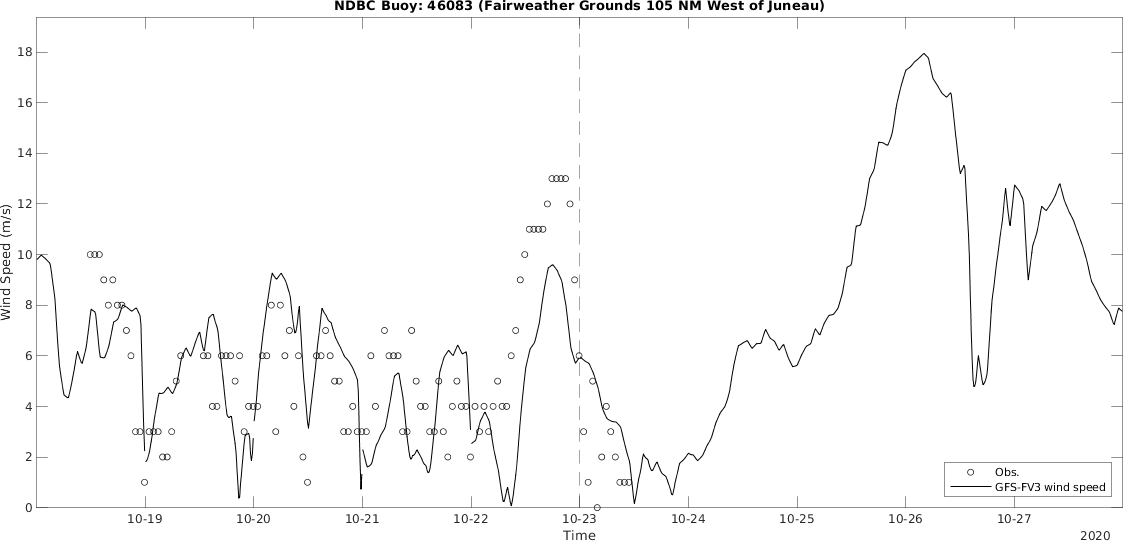 NDBC Buoy: 46083 (Fairweather Grounds 105 NM West of Juneau)
Wind Speed (m/s)
18
16
14
12
10
8
6
4
2
0
10-19 10-20 10-21 10-22 10-23 10-24 10-25 10-26 10-27
Time
2020
Obs.
GFS-FV3 wind speed